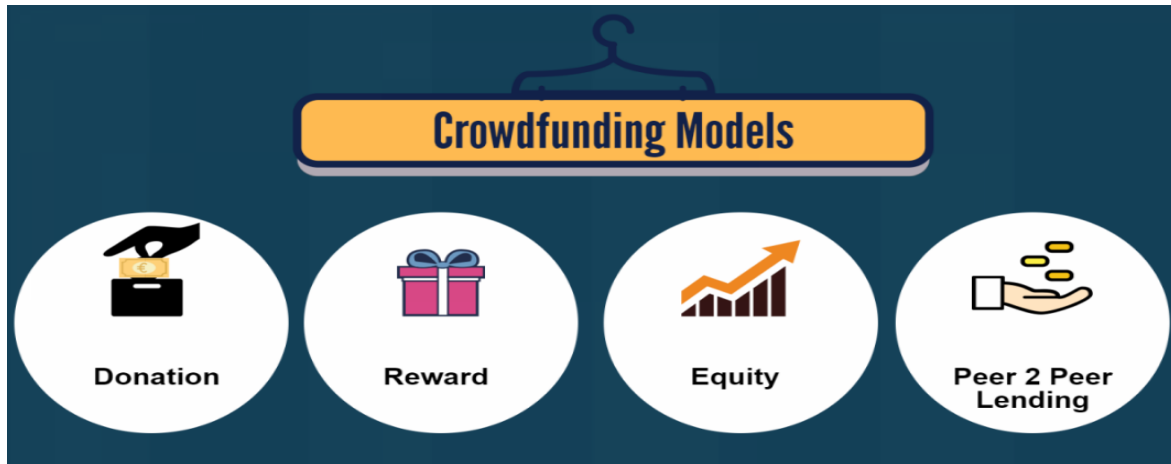 Crowdfunding Models
Donation
Reward
Equity
Peer 2 Peer
Lending